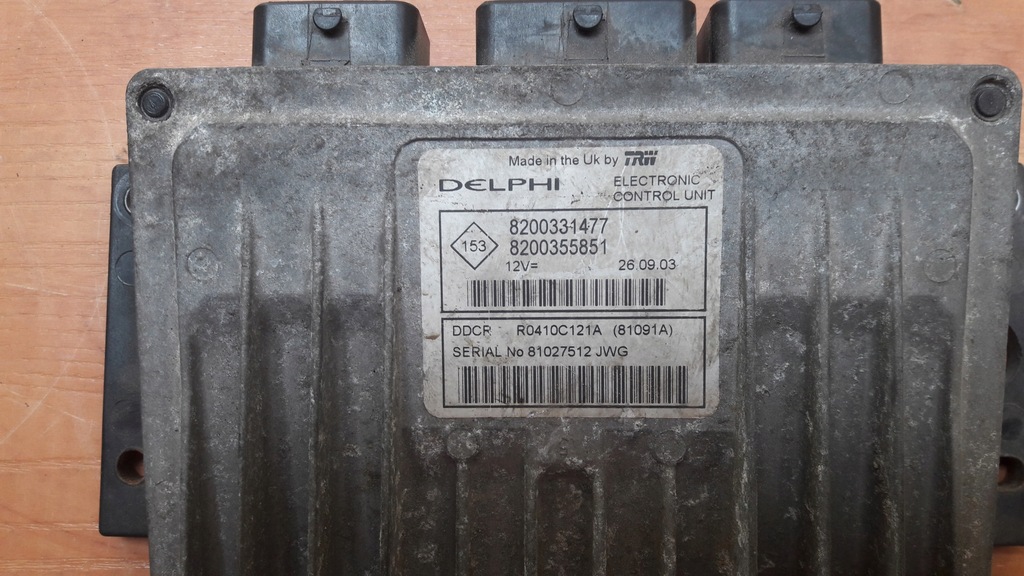 Made in the Uk by TRW
DELPHI ELECTRONIC
CONTROL UNIT
153
8200331477
8200355851
12V= 26.09.03
DDCR R0410C121A (81091A)
SERIAL No 81027512 JWG